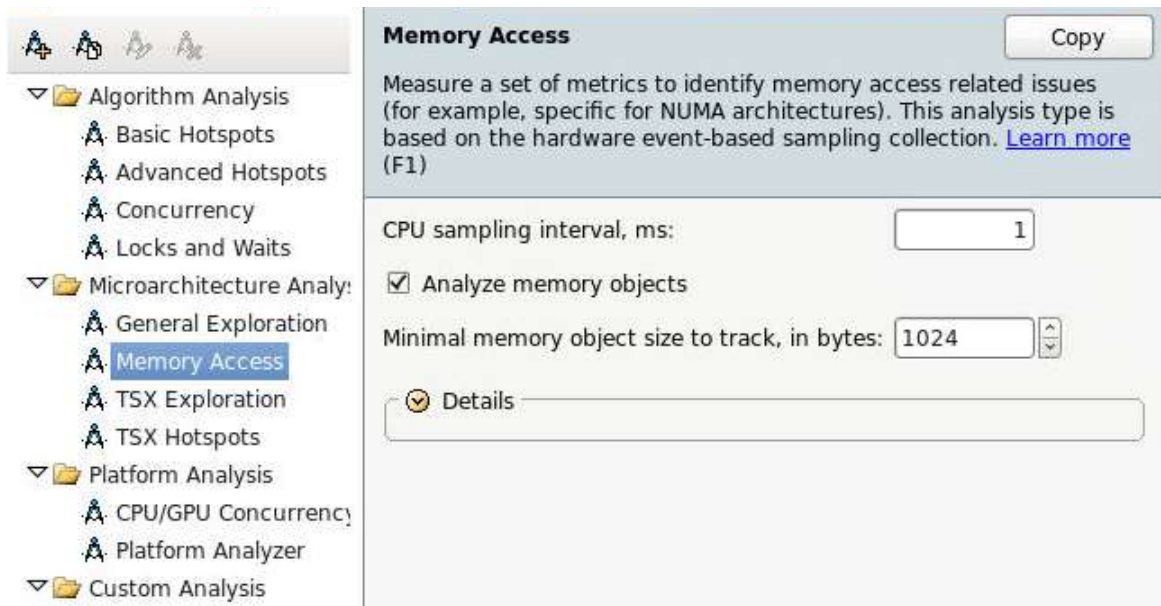 Algorithm Analysis
Basic Hotspots
Advanced Hotspots
Concurrency
Locks and Waits
Microarchitecture Analy
General Exploration
Memory Access
TSX Exploration
TSX Hotspots
Platform Analysis
CPU/GPU Concurrency
Platform Analyzer
Custom Analysis
Memory Access
Copy
Measure a set of metrics to identify memory access related issues
(for example, specific for NUMA architectures). This analysis type is
based on the hardware event-based sampling collection. Learn more
(F1)
CPU sampling interval, ms: 1
Analyze memory objects
Minimal memory object size to track, in bytes: 1024
Details